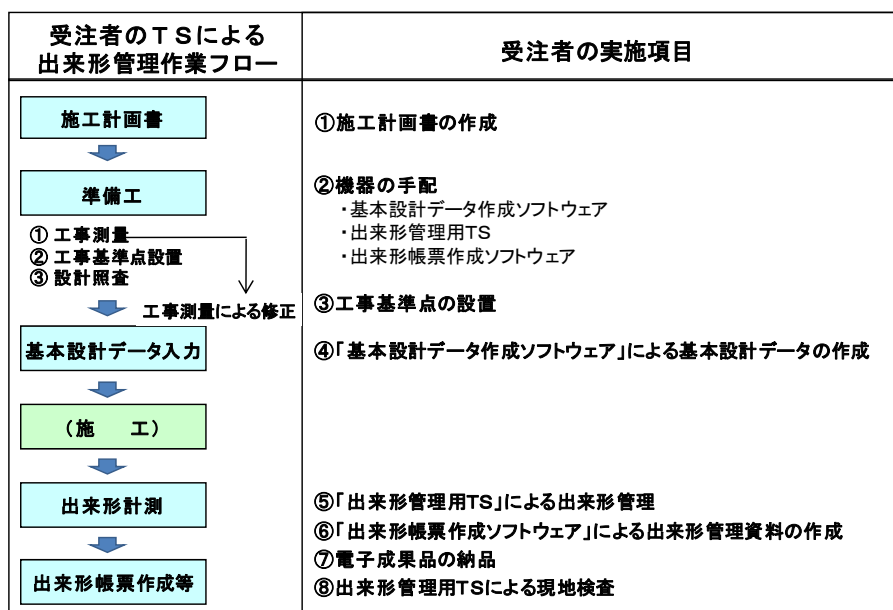 受注者のTSによる
出来形管理作業フロー
受注者の実施項目
施工計画書
①施工計画書の作成
準備工
②機器の手配
・基本設計データ作成ソフトウェア
・出来形管理用TS
・出来形帳票作成ソフトウェア
① 工事測量
② 工事基準点設置
③ 設計照査
工事測量による修正
③工事基準点の設置
基本設計データ入力
④「基本設計データ作成ソフトウェア」による基本設計データの作成
（施　工）
出来形計測
⑤「出来形管理用TS」による出来形管理
⑥「出来形帳票作成ソフトウェア」による出来形管理資料の作成
⑦電子成果品の納品
出来形帳票作成等
⑧出来形管理用TSによる現地検査